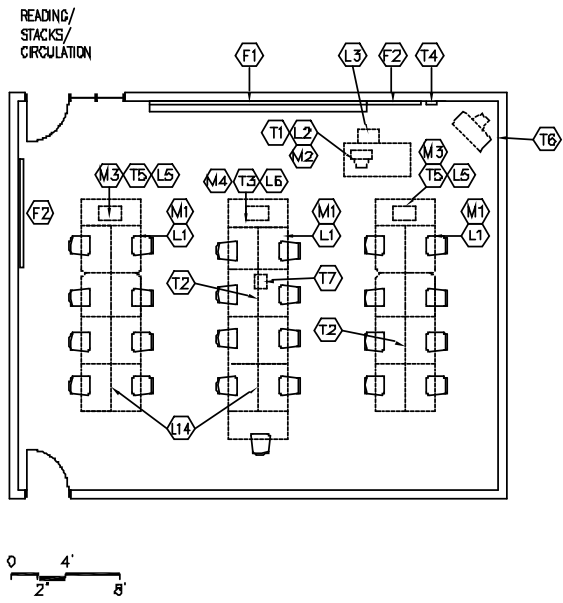 READING/
STACKS/
CIRCULATION
F1
L3
F2
T4
T1 L2
M2
T6
M3
M3 T5 L5
M4 T3 L6
T5 L5
F2
M1
M1
M1
L1
L1
L1
T2
T7
T2
L14
0 4'
2' 8'